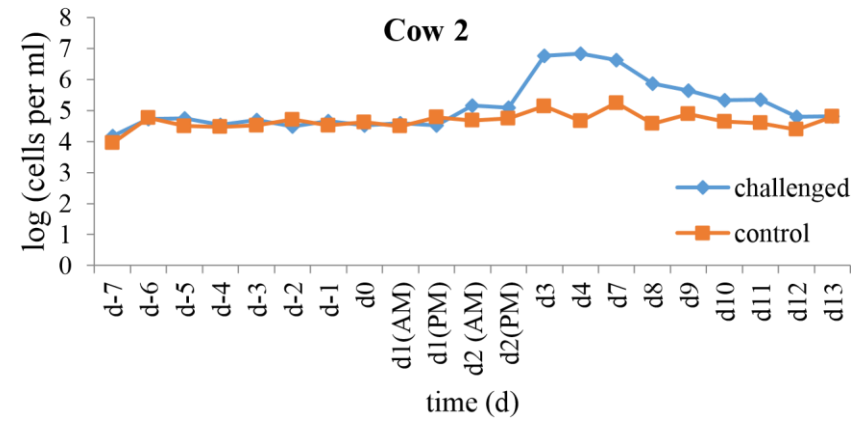 Cow 2
log (cells per ml)
8
7
6
5
4
3
2
1
0
challenged
control
d-7
d-6
d-5
d-4
d-3
d-2
d-1
d0
d1(AM)
d1(PM)
d2 (AM)
d2(PM)
d3
d4
d7
d8
d9
d10
d11
d12
d13
time (d)